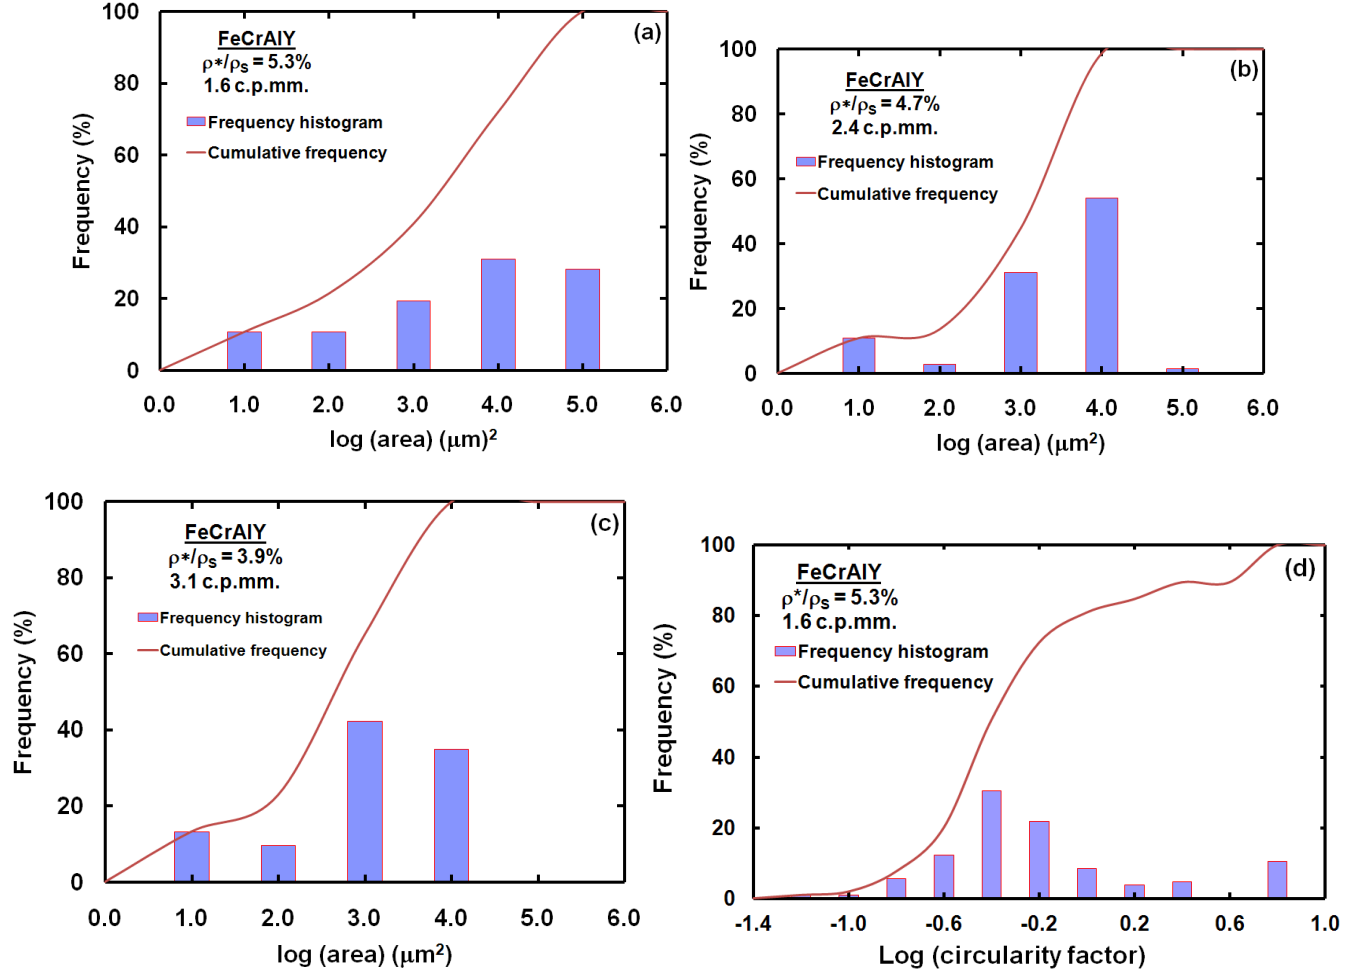 (a)
FeCrAlY
ρ*/ρs = 5.3%
1.6 c.p.mm.
Frequency histogram
Cumulative frequency
Frequency (%)
100
80
60
40
20
0
0.0 1.0 2.0 3.0 4.0 5.0 6.0
log (area) (μm)²
(b)
FeCrAlY
ρ*/ρs = 4.7%
2.4 c.p.mm.
Frequency histogram
Cumulative frequency
Frequency (%)
100
80
60
40
20
0
0.0 1.0 2.0 3.0 4.0 5.0 6.0
log (area) (μm²)
(c)
FeCrAlY
ρ*/ρs = 3.9%
3.1 c.p.mm.
Frequency histogram
Cumulative frequency
Frequency (%)
100
80
60
40
20
0
0.0 1.0 2.0 3.0 4.0 5.0 6.0
log (area) (μm²)
(d)
FeCrAlY
ρ*/ρs = 5.3%
1.6 c.p.mm.
Frequency histogram
Cumulative frequency
Frequency (%)
100
80
60
40
20
0
-1.4 -1.0 -0.6 -0.2 0.2 0.6 1.0
Log (circularity factor)